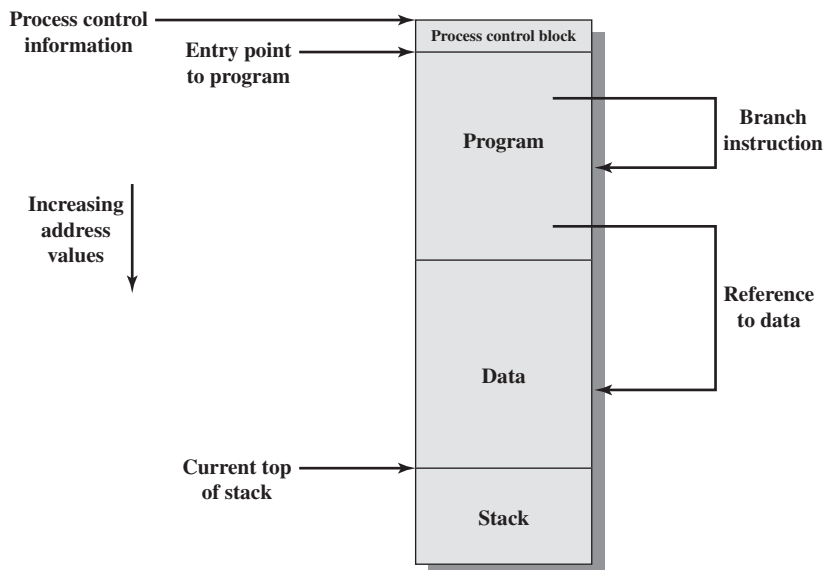 Process control
information
Process control block
Entry point
to program
Branch
instruction
Program
Increasing
address
values
Reference
to data
Data
Current top
of stack
Stack